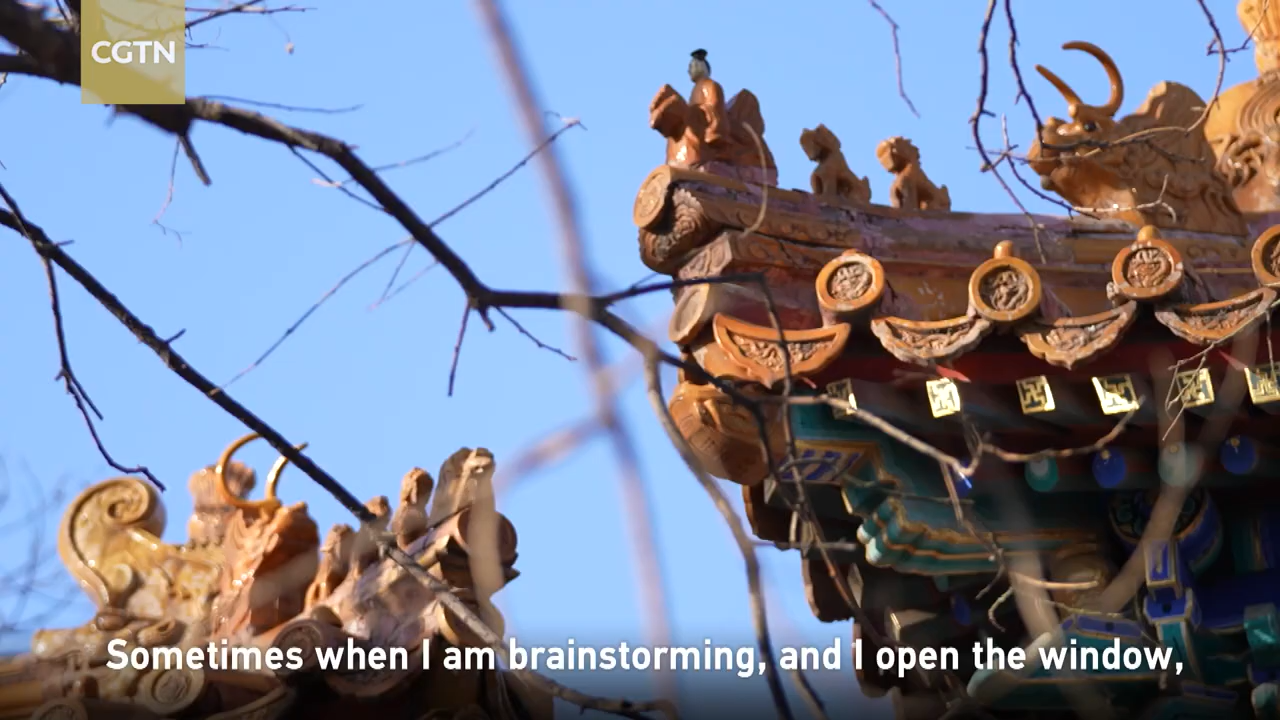 CGTN
Sometimes when I am brainstorming, and I open the window,